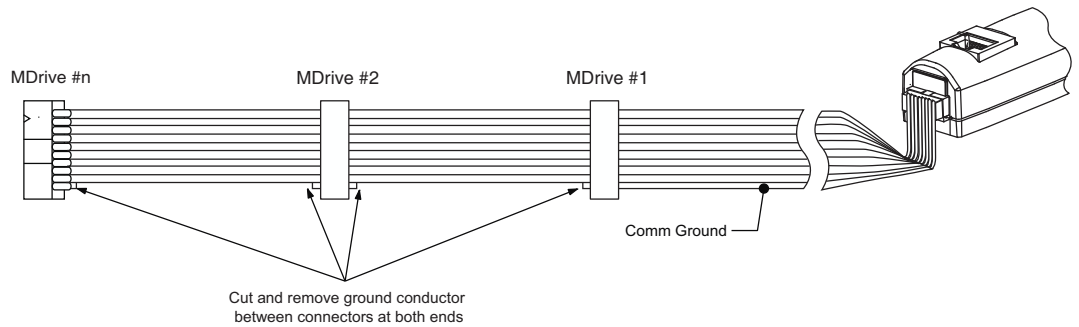 MDrive #n
MDrive #2
MDrive #1
Comm Ground
Cut and remove ground conductor
between connectors at both ends